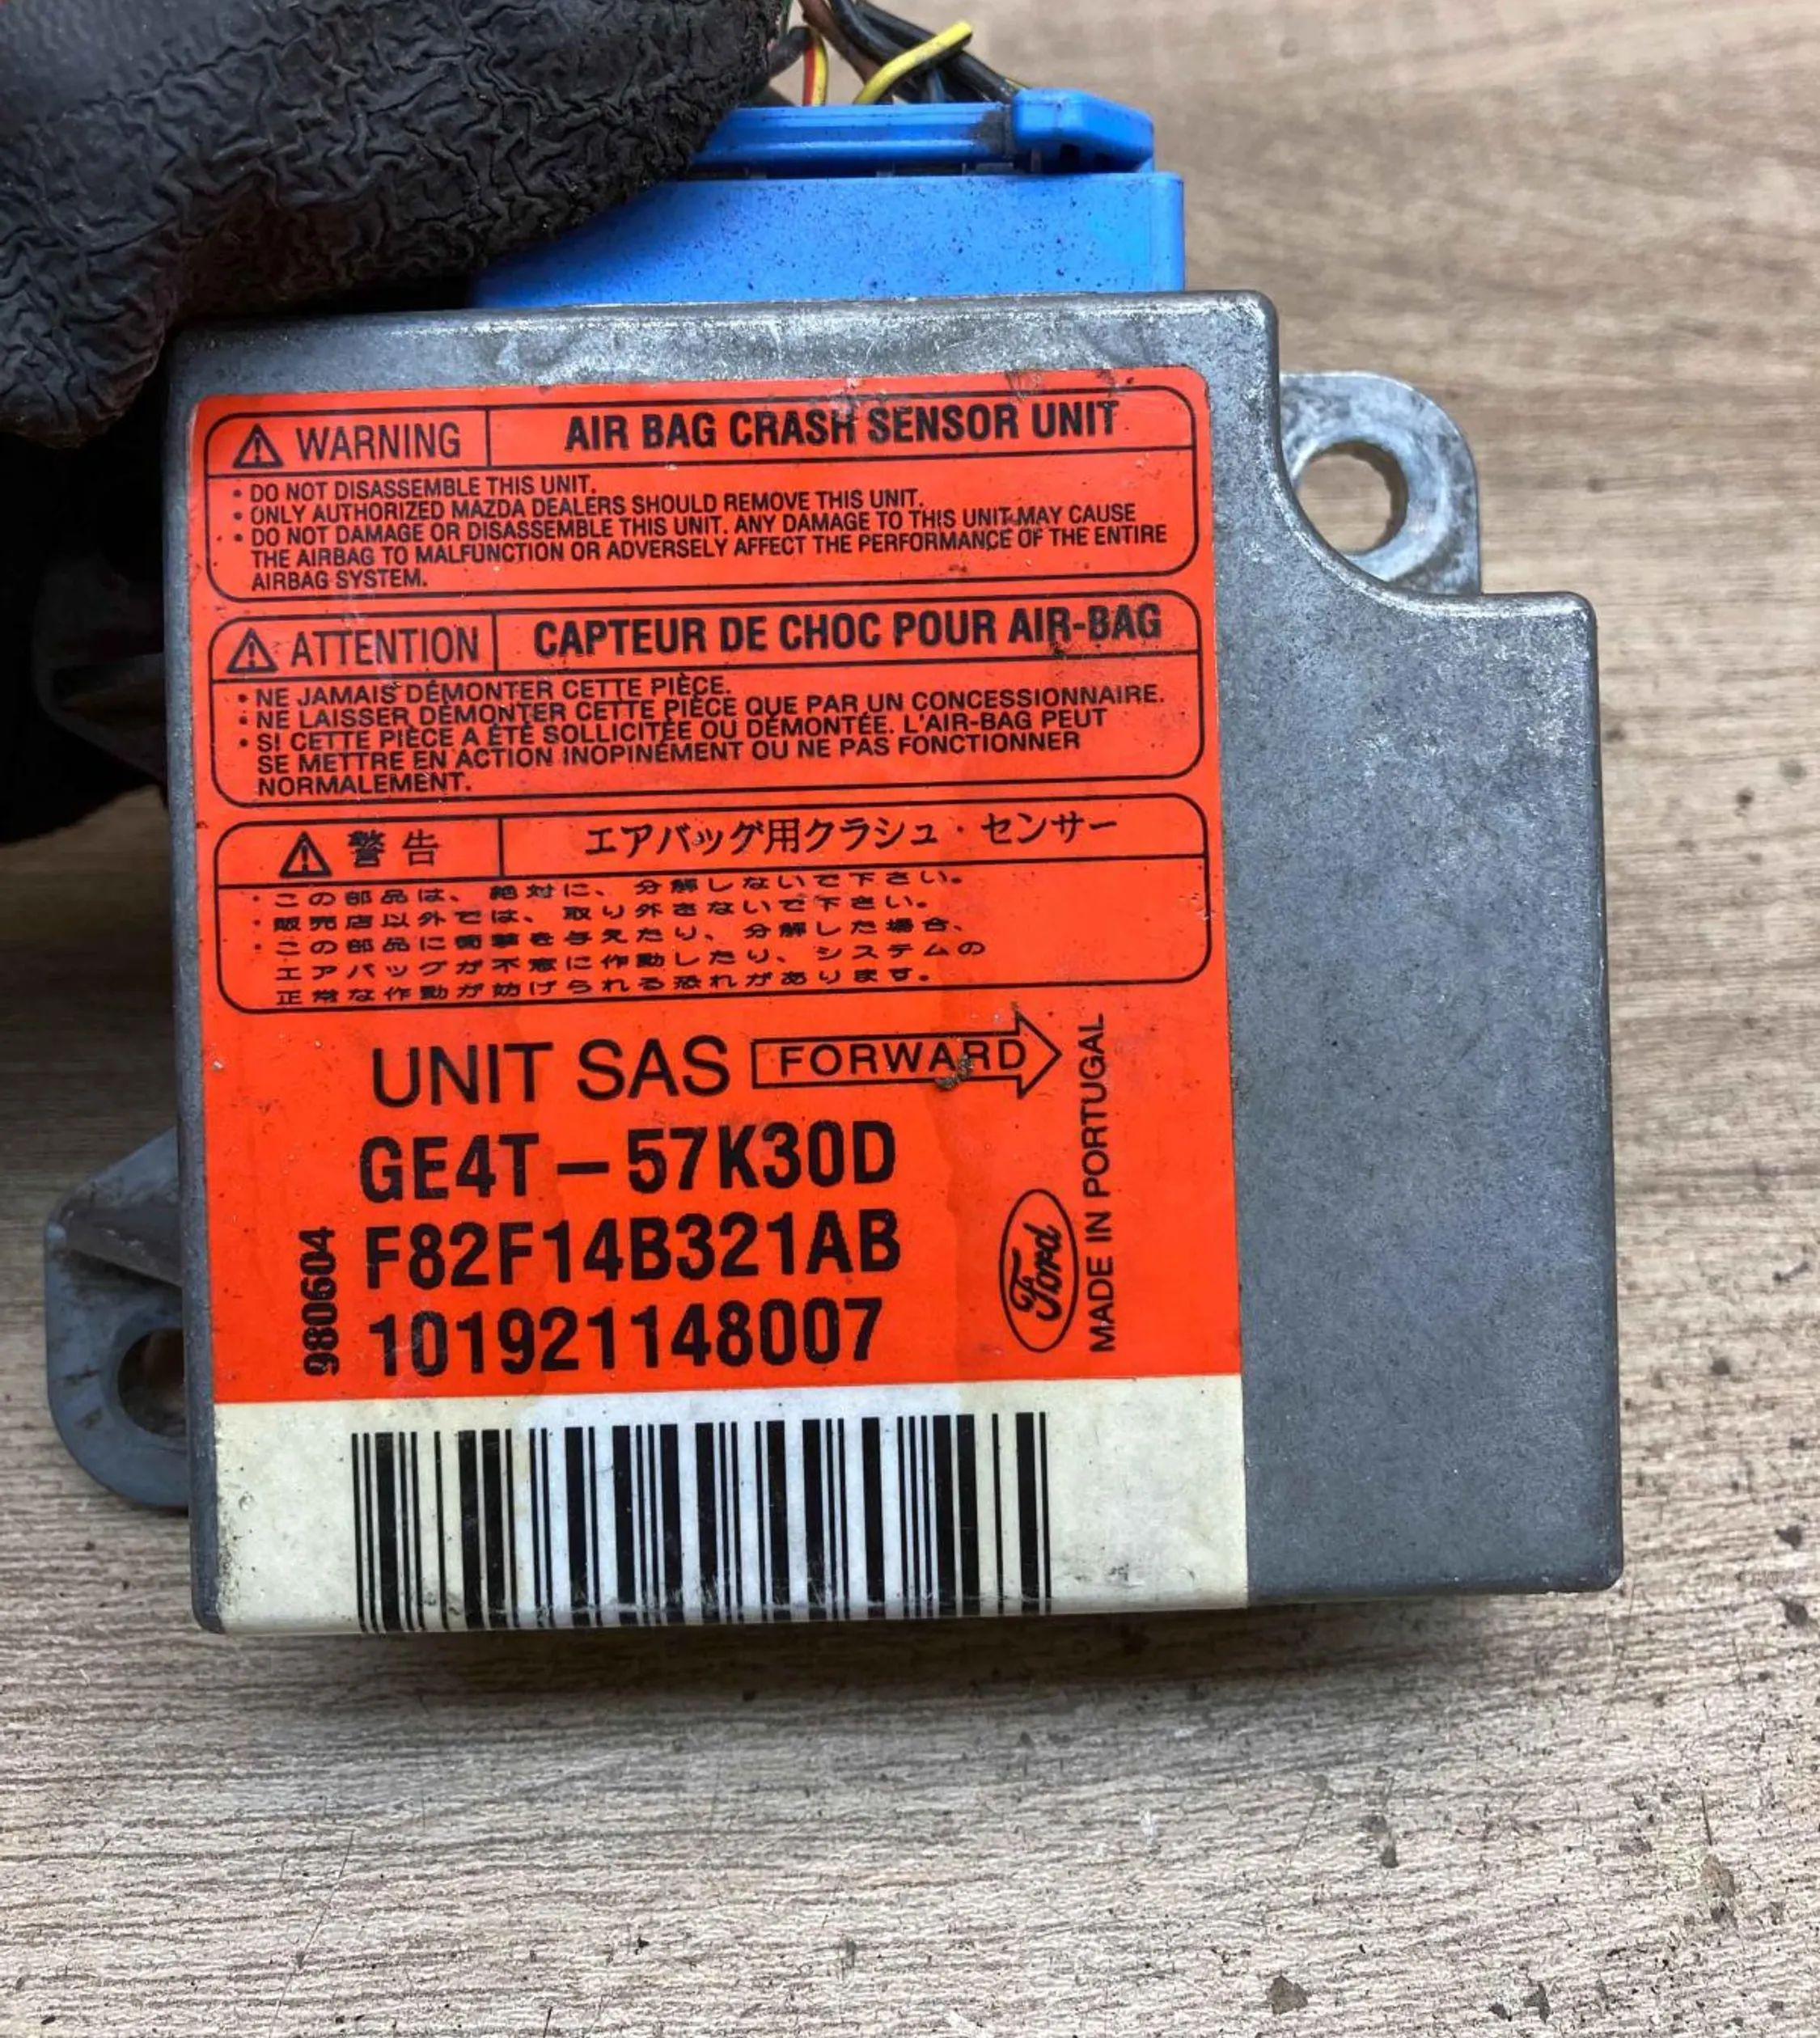 WARNING AIR BAG CRASH SENSOR UNIT
• DO NOT DISASSEMBLE THIS UNIT.
• ONLY AUTHORIZED MAZDA DEALERS SHOULD REMOVE THIS UNIT.
• DO NOT DAMAGE OR DISASSEMBLE THIS UNIT. ANY DAMAGE TO THIS UNIT MAY CAUSE
THE AIRBAG TO MALFUNCTION OR ADVERSELY AFFECT THE PERFORMANCE OF THE ENTIRE
AIRBAG SYSTEM.
ATTENTION CAPTEUR DE CHOC POUR AIR-BAG
• NE JAMAIS DÉMONTER CETTE PIÈCE.
• NE LAISSER DÉMONTER CETTE PIÈCE QUE PAR UN CONCESSIONNAIRE.
• SI CETTE PIÈCE A ÉTÉ SOLLICITÉE OU DÉMONTÉE. L'AIR-BAG PEUT
SE METTRE EN ACTION INOPINÉMENT OU NE PAS FONCTIONNER
NORMALEMENT.
警告 エアバッグ用クラシュ・センサー
・この部品は、絶対に、分解しないで下さい。
・販売店以外では、取り外さないで下さい。
・この部品に衝撃を与えたり、分解した場合、
エアバッグが不意に作動したり、システムの
正常な作動が妨げられる恐れがあります。
UNIT SAS FORWARD
GE4T-57K30D
F82F14B321AB
101921148007
980604
Ford
MADE IN PORTUGAL